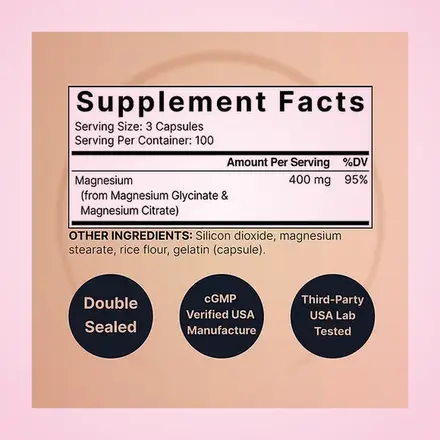 Supplement Facts
Serving Size: 3 Capsules
Serving Per Container: 100
Amount Per Serving %DV
Magnesium 400 mg 95%
(from Magnesium Glycinate &
Magnesium Citrate)
OTHER INGREDIENTS: Silicon dioxide, magnesium
stearate, rice flour, gelatin (capsule).
Double
Sealed
cGMP
Verified USA
Manufacture
Third-Party
USA Lab
Tested